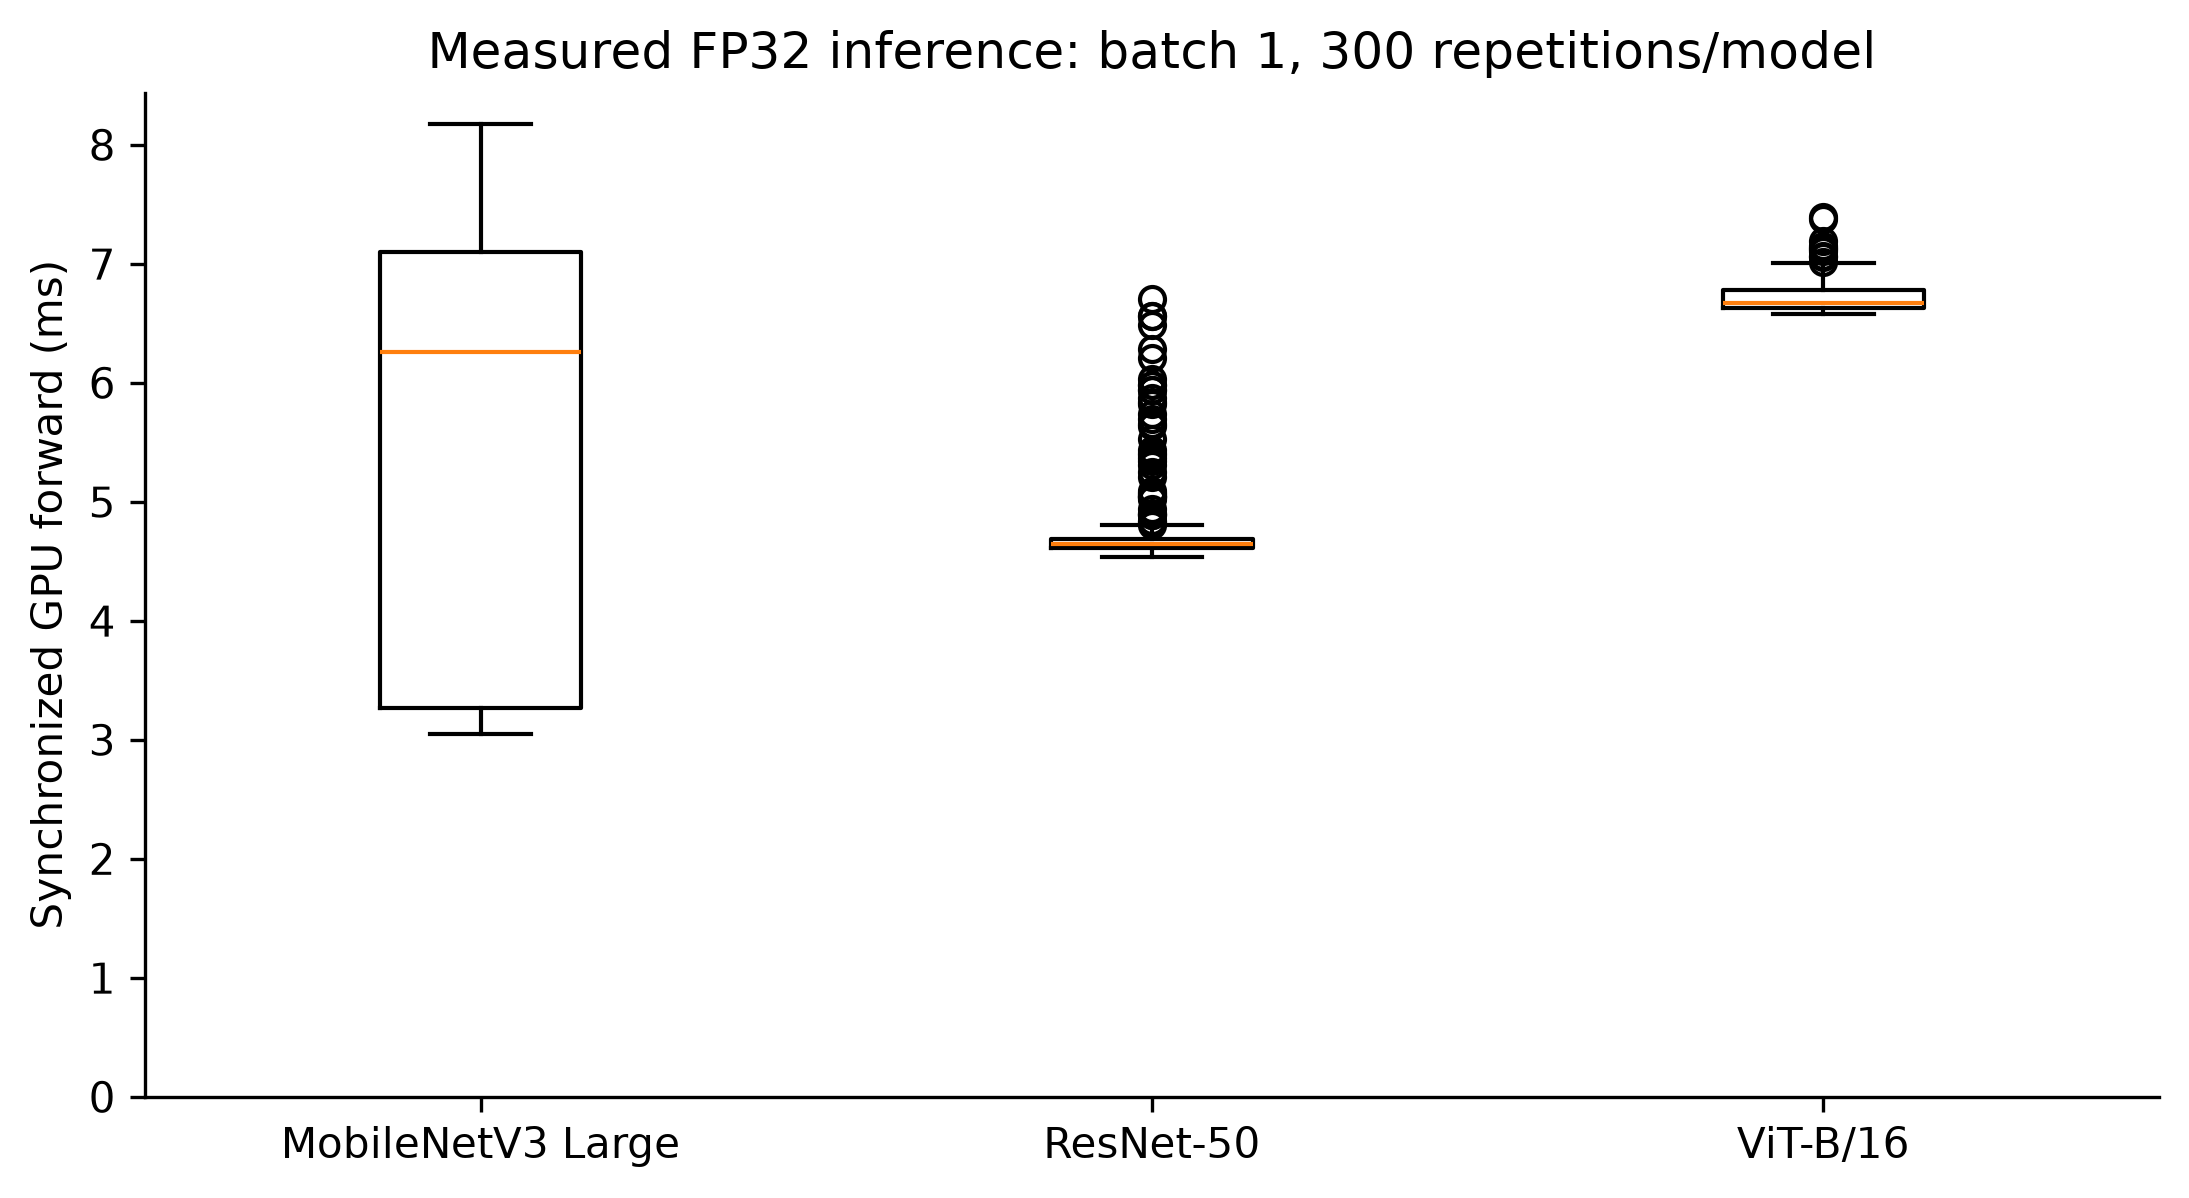 Measured FP32 inference: batch 1, 300 repetitions/model
Synchronized GPU forward (ms)
8
7
6
5
4
3
2
1
0
MobileNetV3 Large
ResNet-50
ViT-B/16